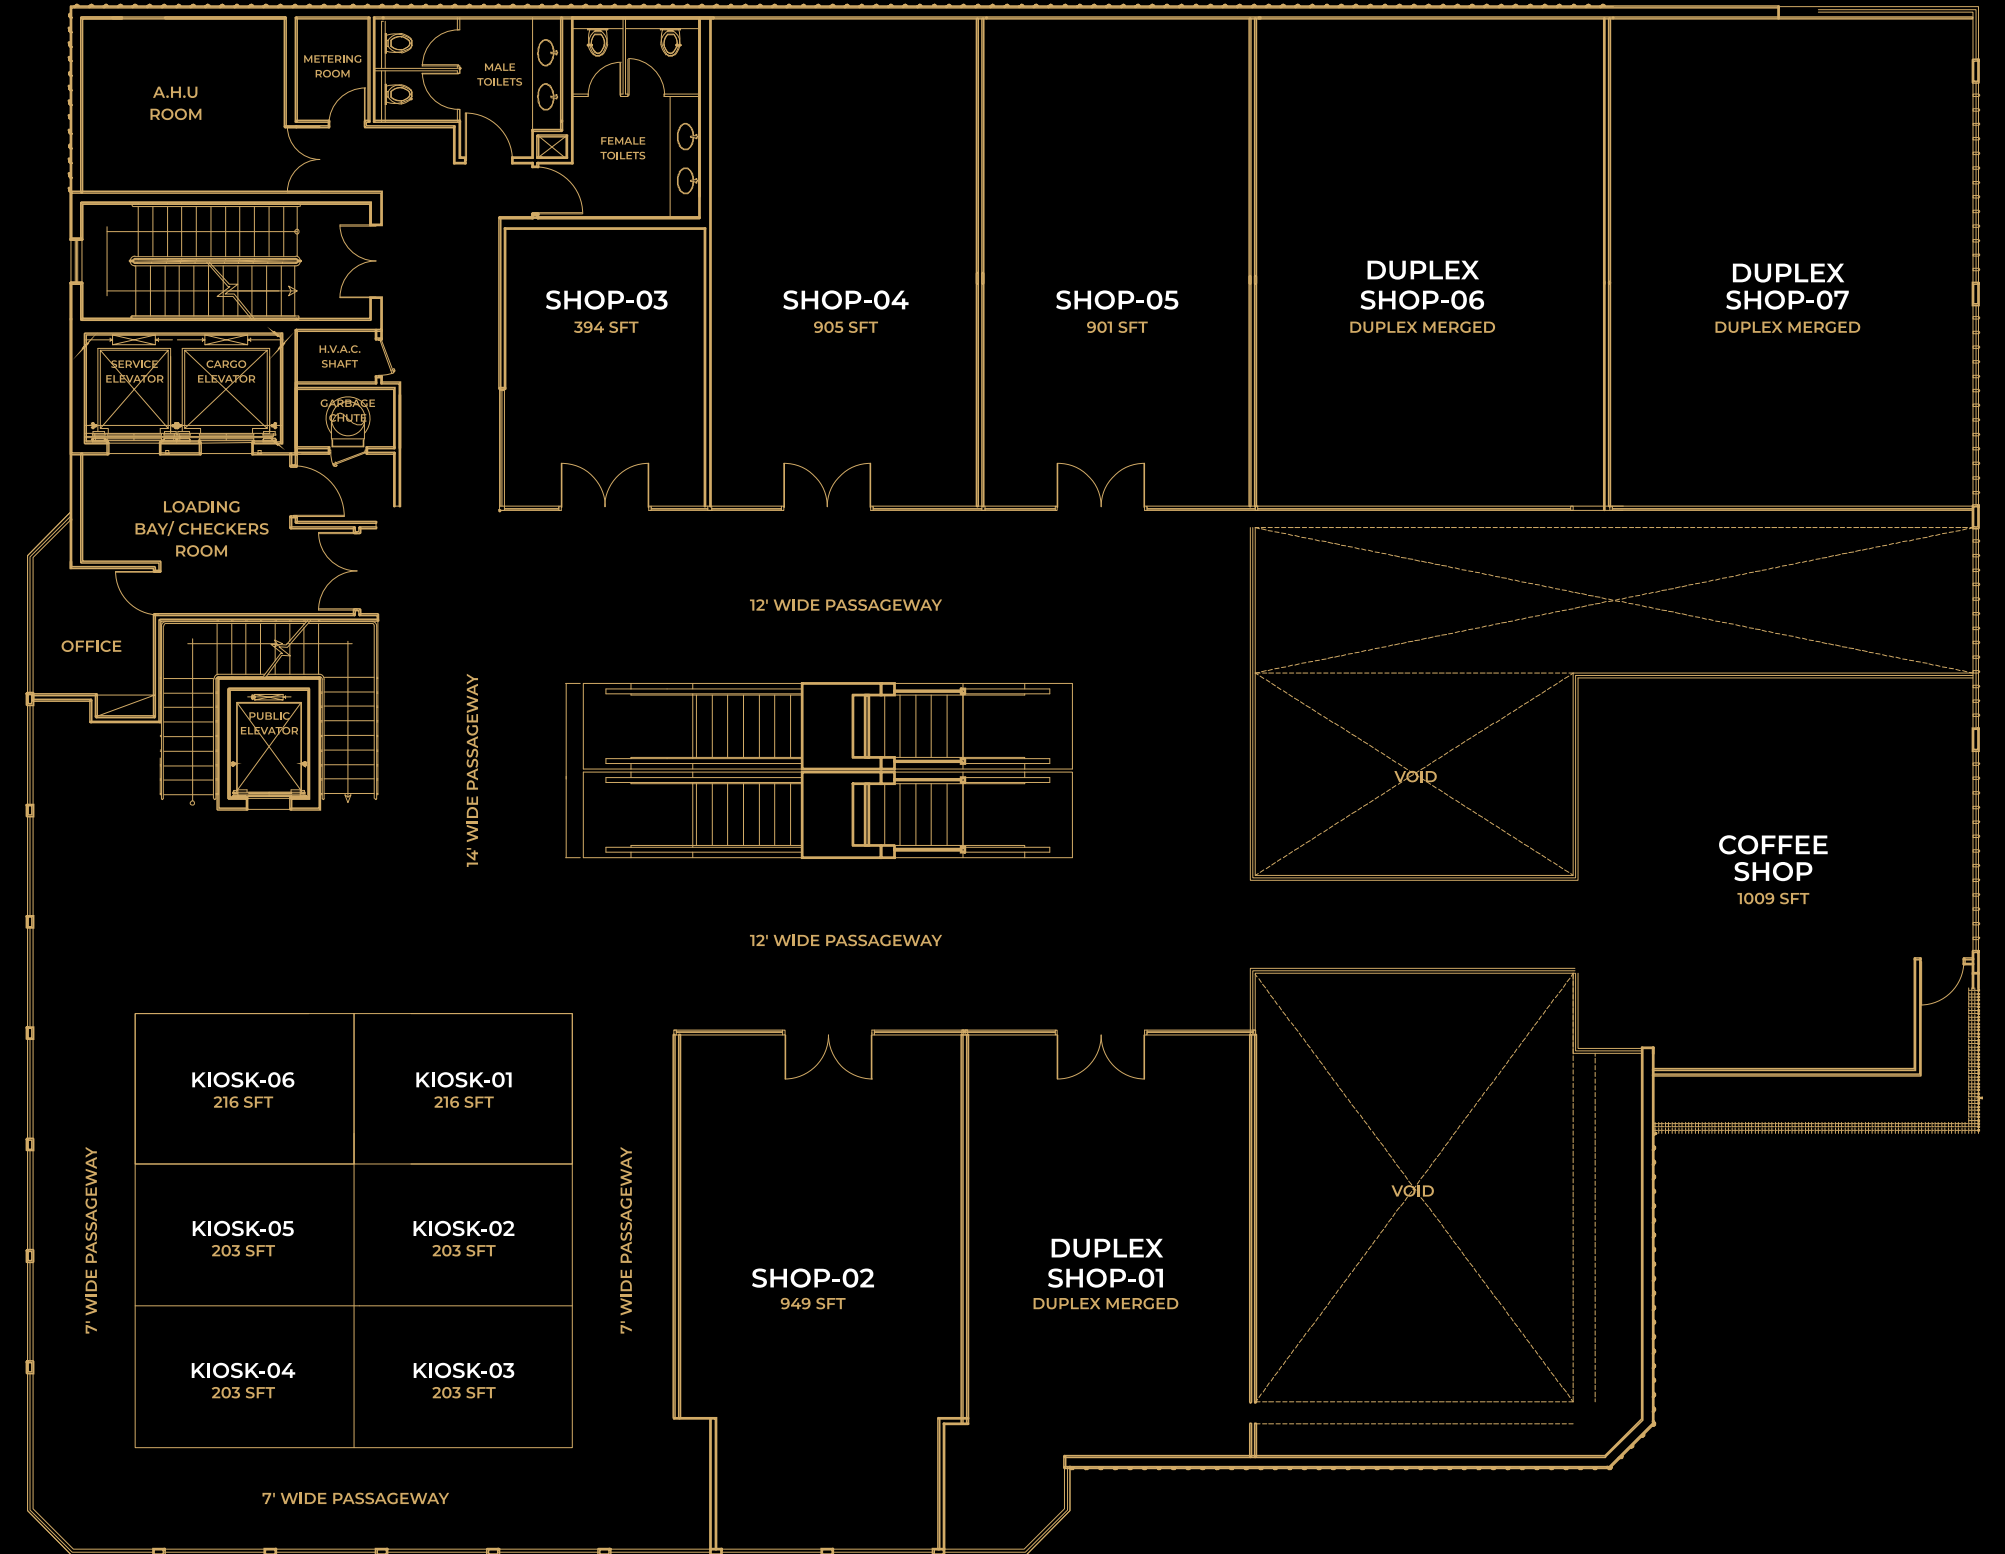 METERING
ROOM
MALE
TOILETS
A.H.U
ROOM
FEMALE
TOILETS
SHOP-03
394 SFT
SHOP-04
905 SFT
SHOP-05
901 SFT
DUPLEX
SHOP-06
DUPLEX MERGED
DUPLEX
SHOP-07
DUPLEX MERGED
H.V.A.C.
SHAFT
SERVICE
ELEVATOR
CARGO
ELEVATOR
GARBAGE
CHUTE
LOADING
BAY/ CHECKERS
ROOM
12' WIDE PASSAGEWAY
OFFICE
PUBLIC
ELEVATOR
14' WIDE PASSAGEWAY
VOID
COFFEE
SHOP
1009 SFT
12' WIDE PASSAGEWAY
KIOSK-06
216 SFT
KIOSK-01
216 SFT
7' WIDE PASSAGEWAY
KIOSK-05
203 SFT
KIOSK-02
203 SFT
7' WIDE PASSAGEWAY
VOID
SHOP-02
949 SFT
DUPLEX
SHOP-01
DUPLEX MERGED
KIOSK-04
203 SFT
KIOSK-03
203 SFT
7' WIDE PASSAGEWAY